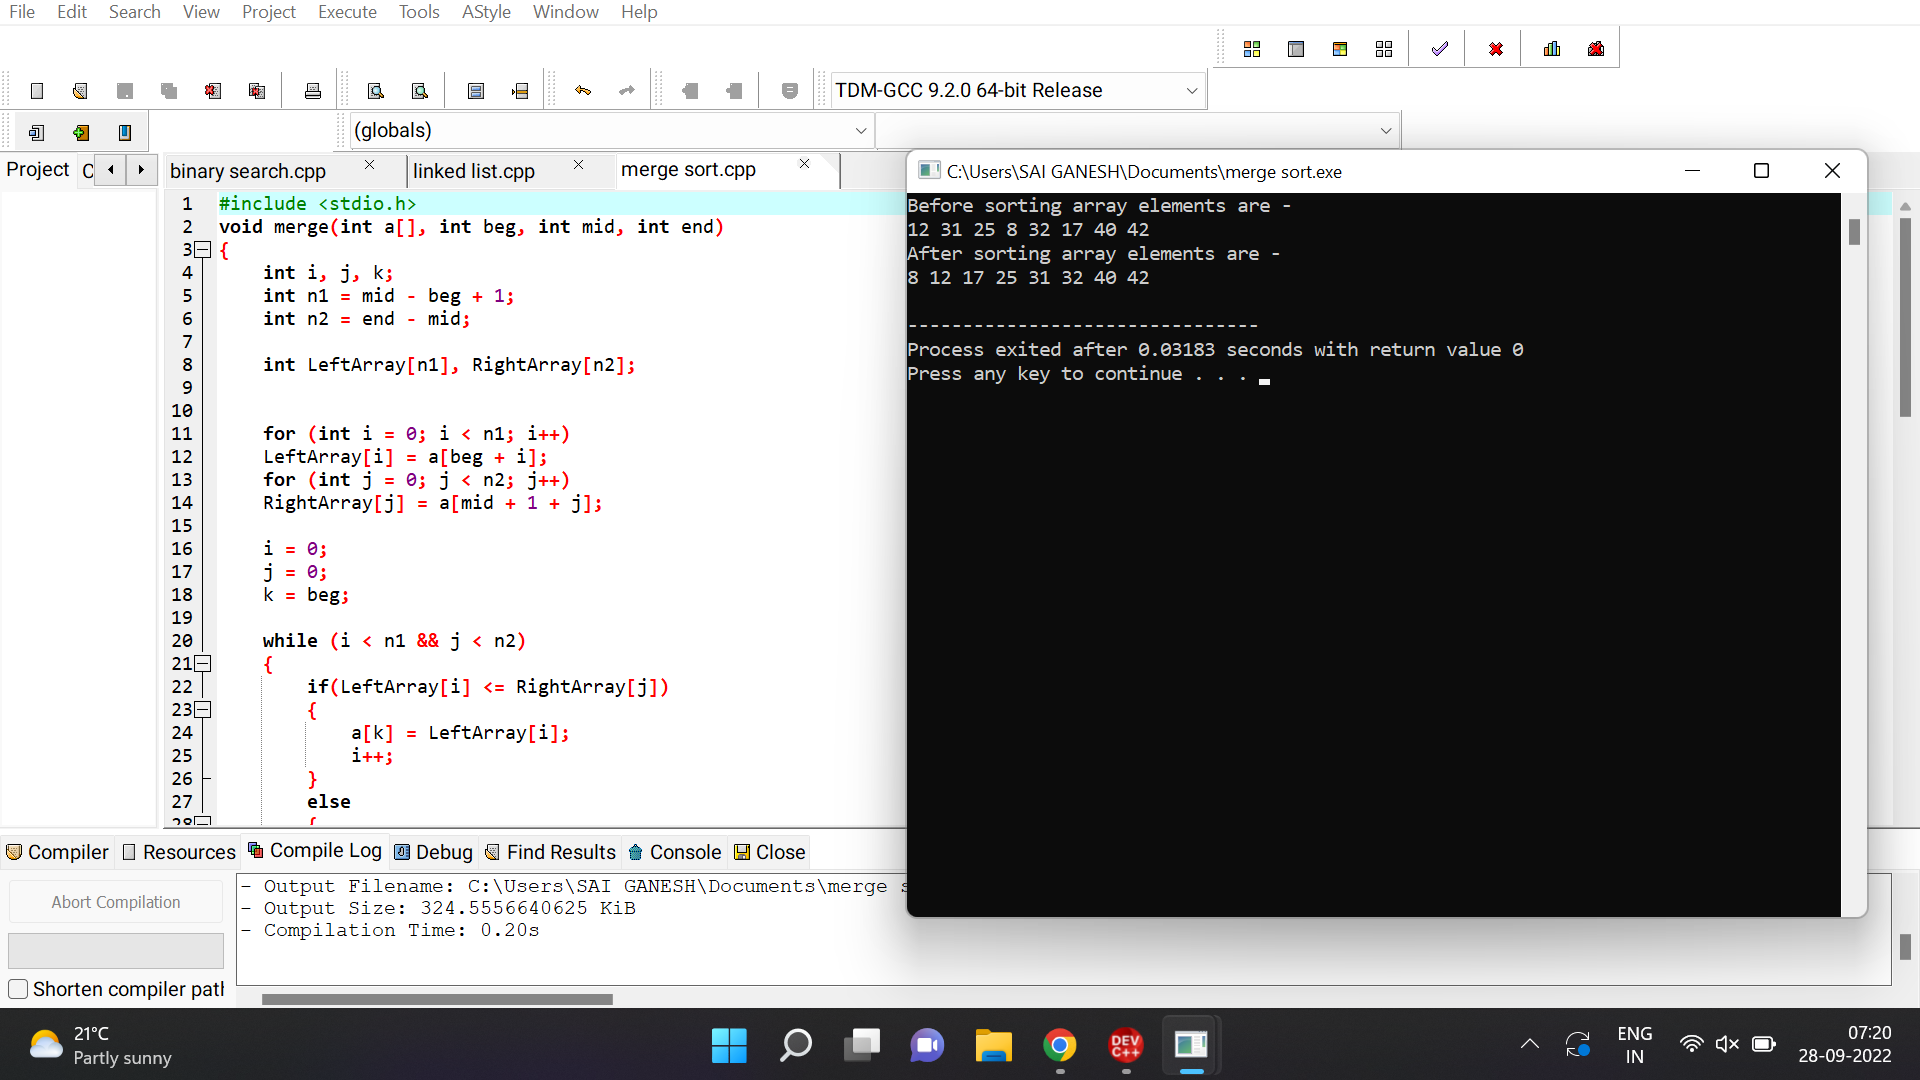 File Edit Search View Project Execute Tools AStyle Window Help
TDM-GCC 9.2.0 64-bit Release
(globals)
Project C
binary search.cpp
linked list.cpp
merge sort.cpp
1 #include <stdio.h>
2 void merge(int a[], int beg, int mid, int end)
3 {
4 int i, j, k;
5 int n1 = mid - beg + 1;
6 int n2 = end - mid;
7
8 int LeftArray[n1], RightArray[n2];
9
10
11 for (int i = 0; i < n1; i++)
12 LeftArray[i] = a[beg + i];
13 for (int j = 0; j < n2; j++)
14 RightArray[j] = a[mid + 1 + j];
15
16 i = 0;
17 j = 0;
18 k = beg;
19
20 while (i < n1 && j < n2)
21 {
22 if(LeftArray[i] <= RightArray[j])
23 {
24 a[k] = LeftArray[i];
25 i++;
26 }
27 else
28 {
C:\Users\SAI GANESH\Documents\merge sort.exe
Before sorting array elements are -
12 31 25 8 32 17 40 42
After sorting array elements are -
8 12 17 25 31 32 40 42
--------------------------------
Process exited after 0.03183 seconds with return value 0
Press any key to continue . . .
Compiler Resources Compile Log Debug Find Results Console Close
Abort Compilation
Shorten compiler path
- Output Filename: C:\Users\SAI GANESH\Documents\merge s
- Output Size: 324.5556640625 KiB
- Compilation Time: 0.20s
21°C
Partly sunny
DEV
C++
ENG
IN
07:20
28-09-2022